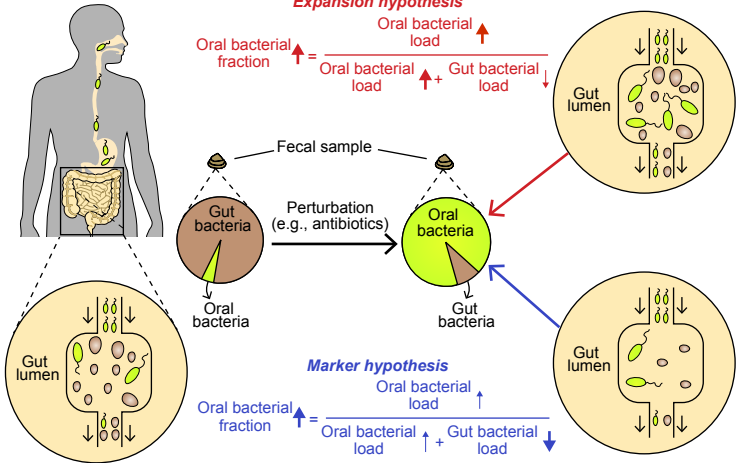 Expansion hypothesis
Oral bacterial
fraction
=
Oral bacterial
load
Oral bacterial
load
+
Gut bacterial
load
Gut
lumen
Fecal sample
Gut
bacteria
Oral
bacteria
Perturbation
(e.g., antibiotics)
Oral
bacteria
Gut
bacteria
Gut
lumen
Gut
lumen
Marker hypothesis
Oral bacterial
fraction
=
Oral bacterial
load
Oral bacterial
load
+
Gut bacterial
load